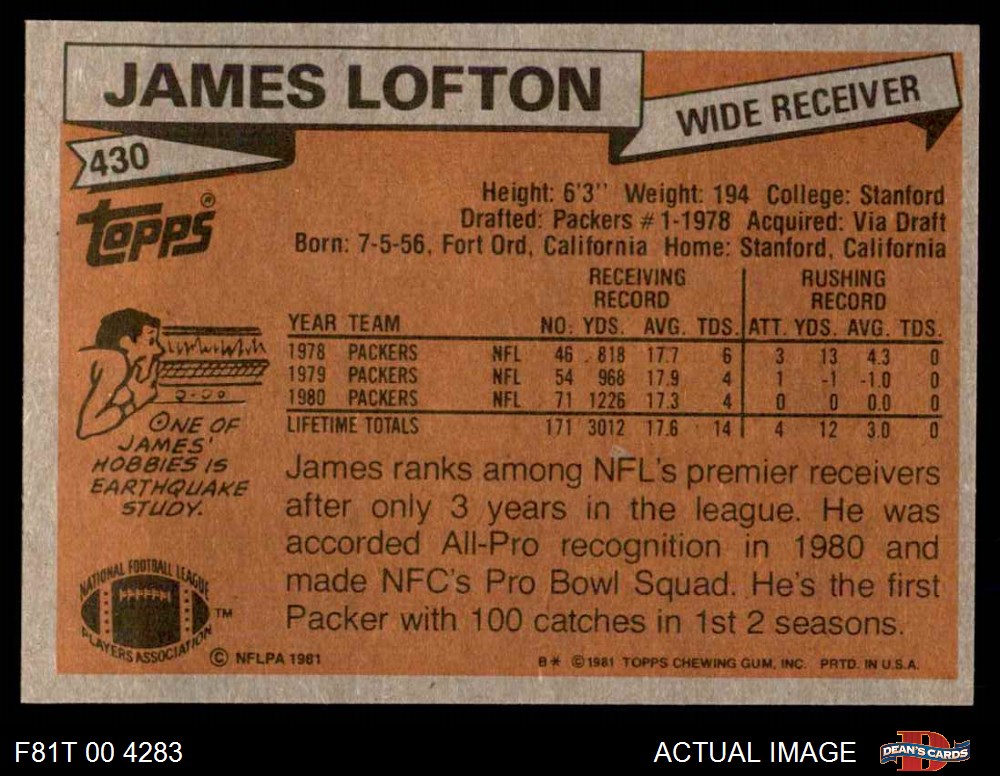 JAMES LOFTON
WIDE RECEIVER
430
topps®
Height: 6'3'' Weight: 194 College: Stanford
Drafted: Packers #1-1978 Acquired: Via Draft
Born: 7-5-56, Fort Ord, California Home: Stanford, California
RECEIVING RECORD RUSHING RECORD
YEAR TEAM NO. YDS. AVG. TDS. ATT. YDS. AVG. TDS.
1978 PACKERS NFL 46 818 17.7 6 3 13 4.3 0
1979 PACKERS NFL 54 968 17.9 4 1 -1 -1.0 0
1980 PACKERS NFL 71 1226 17.3 4 0 0 0.0 0
LIFETIME TOTALS 171 3012 17.6 14 4 12 3.0 0
ONE OF
JAMES'
HOBBIES IS
EARTHQUAKE
STUDY.
James ranks among NFL's premier receivers
after only 3 years in the league. He was
accorded All-Pro recognition in 1980 and
made NFC's Pro Bowl Squad. He's the first
Packer with 100 catches in 1st 2 seasons.
NATIONAL FOOTBALL LEAGUE
PLAYERS ASSOCIATION ™
© NFLPA 1981
B* ©1981 TOPPS CHEWING GUM, INC. PRTD. IN U.S.A.
F81T 00 4283
ACTUAL IMAGE
D
DEAN'S CARDS